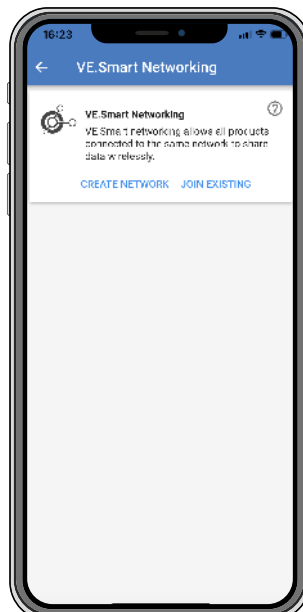 16:23
VE.Smart Networking
VE.Smart Networking
VE.Smart networking allows all products
connected to the same network to share
data wirelessly.
CREATE NETWORK JOIN EXISTING